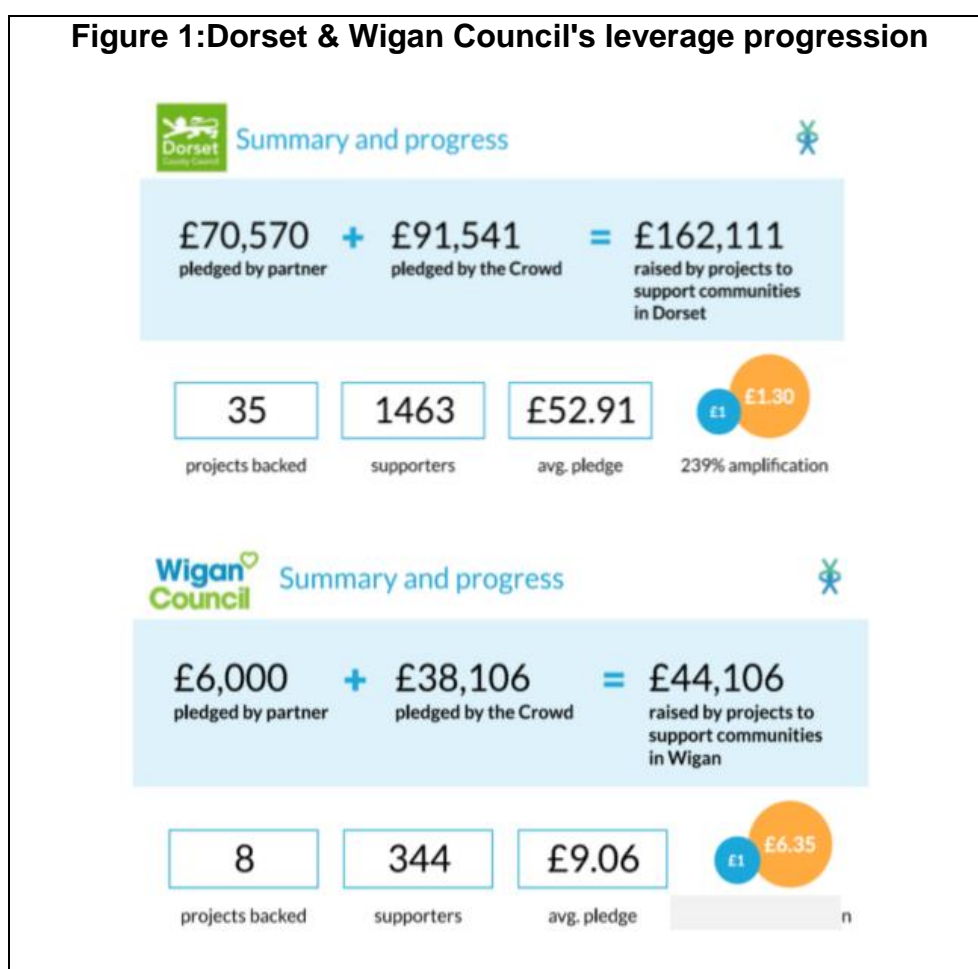 Figure 1:Dorset & Wigan Council's leverage progression
Dorset
County Council
Summary and progress
£70,570 + £91,541 = £162,111
pledged by partner pledged by the Crowd raised by projects to
support communities
in Dorset
35 1463 £52.91 £1 £1.30
projects backed supporters avg. pledge 239% amplification
Wigan
Council
Summary and progress
£6,000 + £38,106 = £44,106
pledged by partner pledged by the Crowd raised by projects to
support communities
in Wigan
8 344 £9.06 £1 £6.35
projects backed supporters avg. pledge n